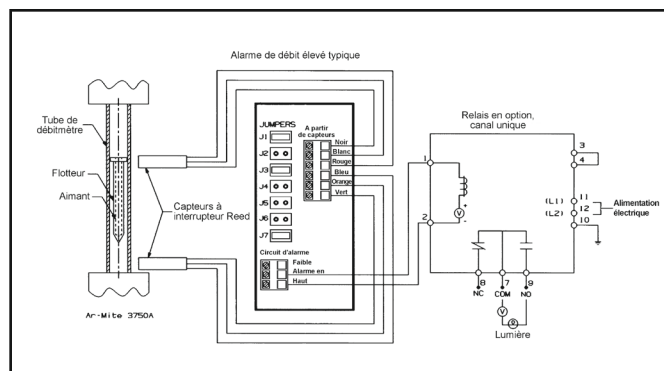 Alarme de débit élevé typique
Tube de
débitmètre
Flotteur
Aimant
Capteurs à
interrupteur Reed
Ar-Mite 3750A
JUMPERS
J1
J2
J3
J4
J5
J6
J7
A partir
de capteurs
Noir
Blanc
Rouge
Bleu
Orange
Vert
Circuit d'alarme
Faible
Alarme en
Haut
Relais en option,
canal unique
1
2
V
+
-
3
4
(L1) 11
(L2) 12
10
Alimentation
électrique
8 7 9
NC COM NO
V
Lumière